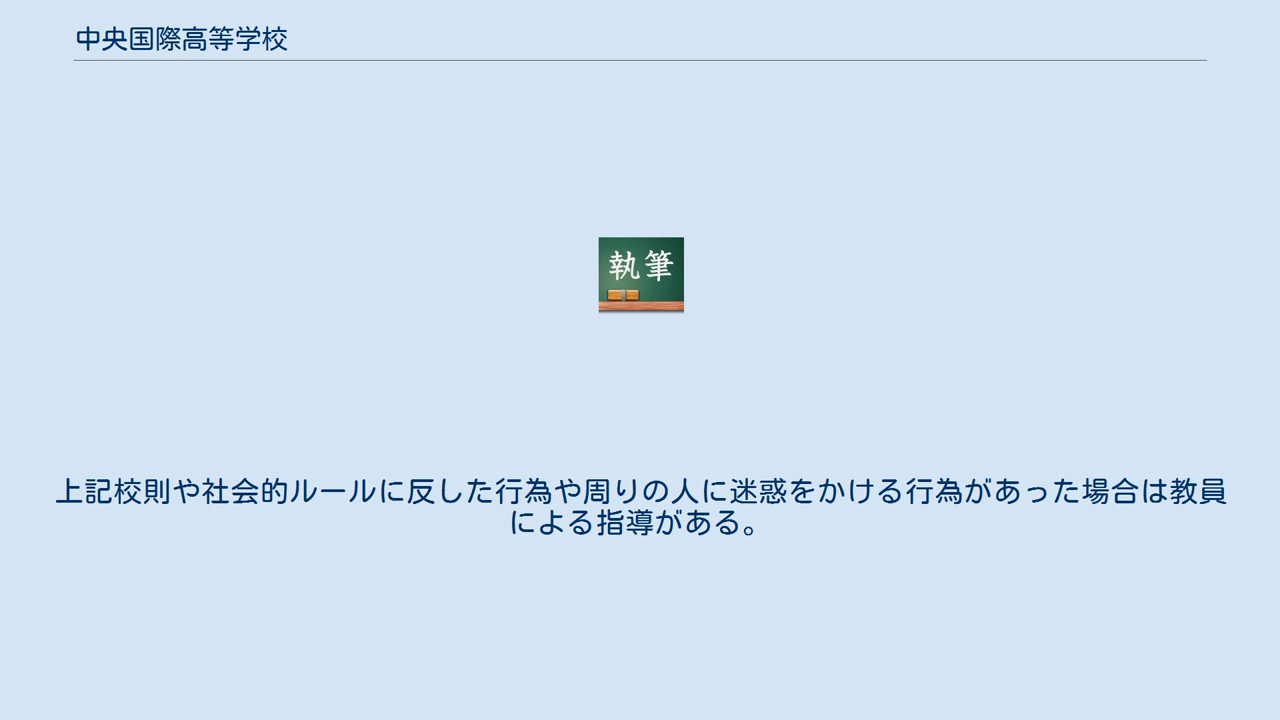 中央国際高等学校
執筆
上記校則や社会的ルールに反した行為や周りの人に迷惑をかける行為があった場合は教員
による指導がある。